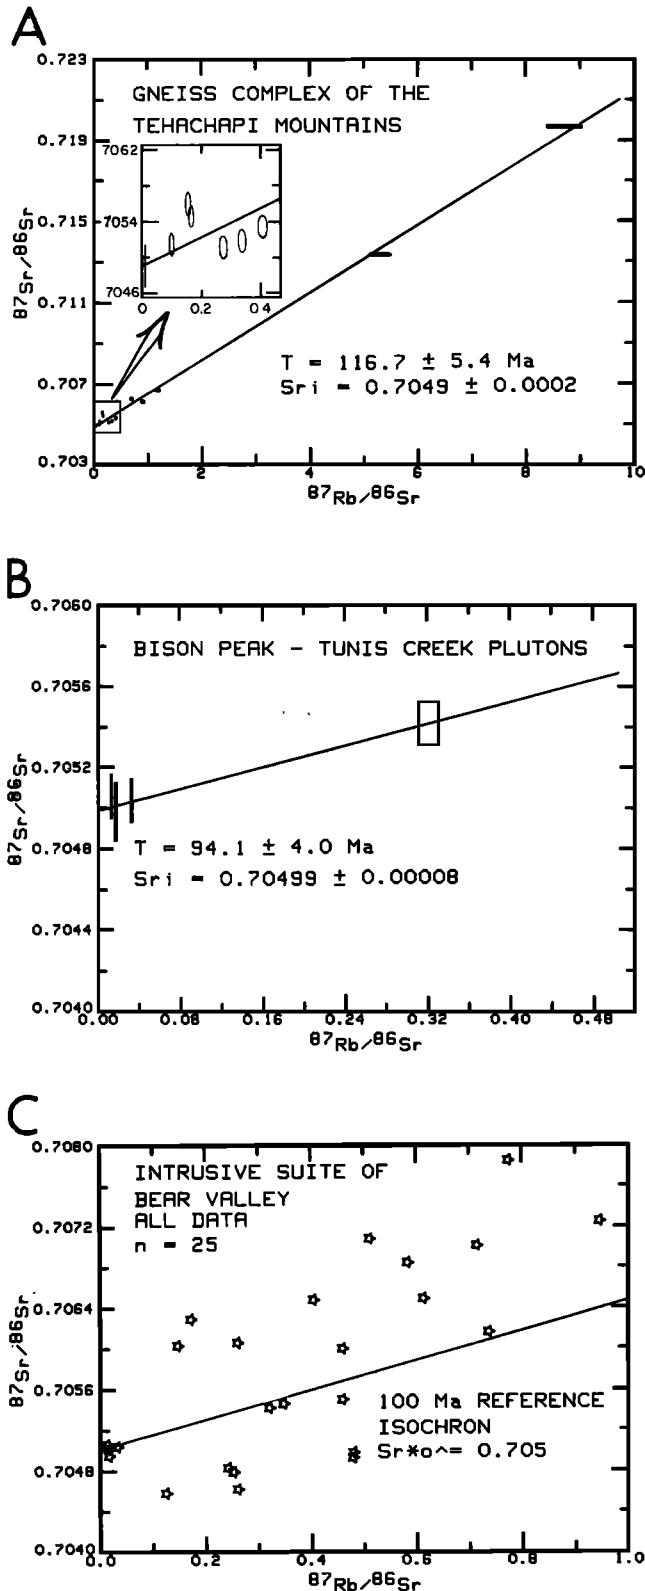 A
0.723
GNEISS COMPLEX OF THE
TEHACHAPI MOUNTAINS
0.719
7062
7054
7046
0 0.2 0.4
87Sr/86Sr
0.711
T = 116.7 ± 5.4 Ma
0.707
Sri = 0.7049 ± 0.0002
0.703
0 2 4 6 8 10
87Rb/86Sr
B
0.7060
BISON PEAK - TUNIS CREEK PLUTONS
0.7056
0.7052
87Sr/86Sr
0.7048
T = 94.1 ± 4.0 Ma
Sri = 0.70499 ± 0.00008
0.7044
0.7040
0.00 0.08 0.16 0.24 0.32 0.40 0.48
87Rb/86Sr
C
0.7080
INTRUSIVE SUITE OF
BEAR VALLEY
ALL DATA
n = 25
0.7072
0.7064
87Sr/86Sr
0.7056
100 Ma REFERENCE
ISOCHRON
Sr*o^= 0.705
0.7048
0.7040
0.0 0.2 0.4 0.6 0.8 1.0
87Rb/86Sr